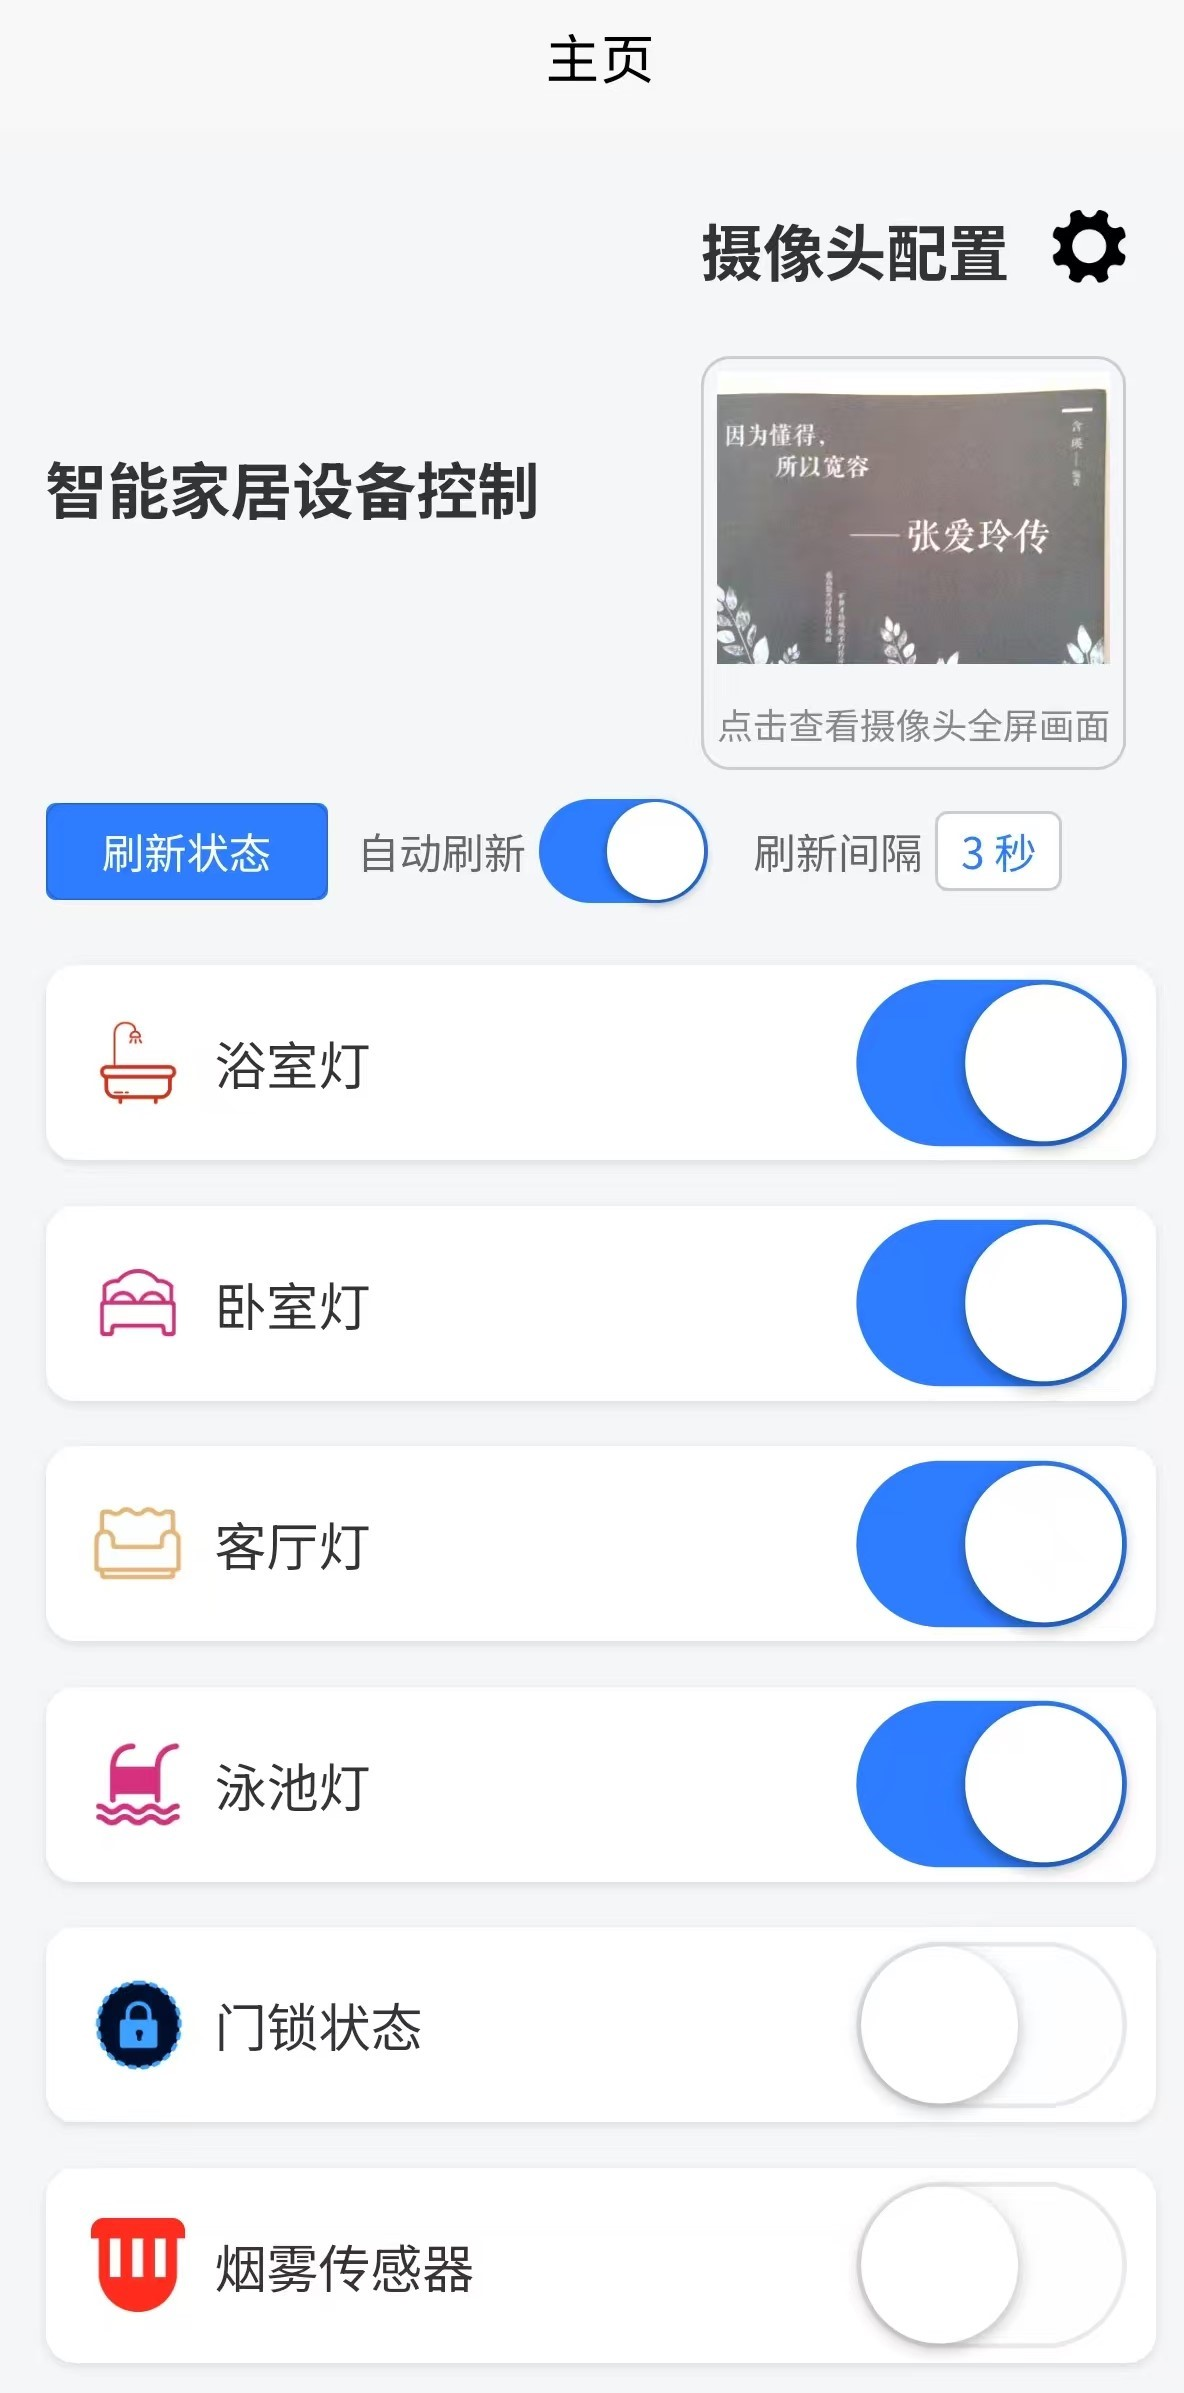 主页
摄像头配置
智能家居设备控制
因为懂得，
所以宽容
——张爱玲传
点击查看摄像头全屏画面
刷新状态 自动刷新 刷新间隔 3 秒
浴室灯
卧室灯
客厅灯
泳池灯
门锁状态
烟雾传感器